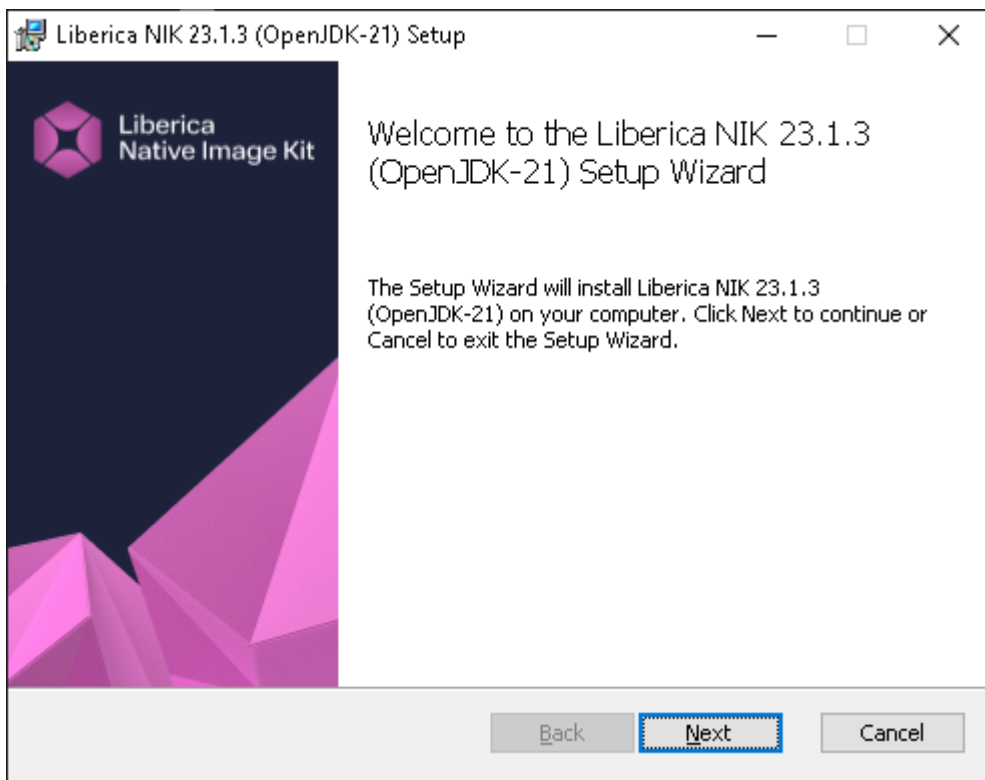 Liberica NIK 23.1.3 (OpenJDK-21) Setup
Liberica
Native Image Kit
Welcome to the Liberica NIK 23.1.3
(OpenJDK-21) Setup Wizard
The Setup Wizard will install Liberica NIK 23.1.3
(OpenJDK-21) on your computer. Click Next to continue or
Cancel to exit the Setup Wizard.
Back
Next
Cancel